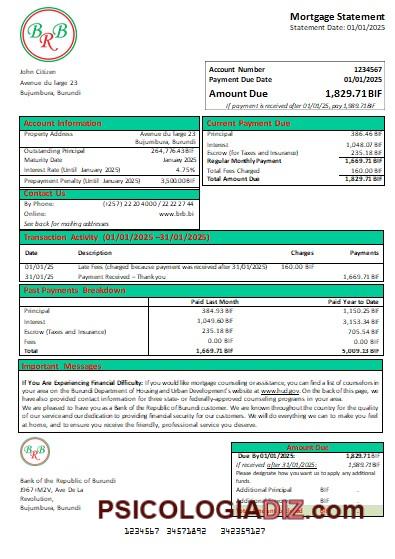 BRB
Mortgage Statement
Statement Date: 01/01/2025
John Citizen
Avenue du large 23
Bujumbura, Burundi
Account Number 1234567
Payment Due Date 01/01/2025
Amount Due 1,829.71BIF
If payment is received after 01/01/25, pay 1,989.71BIF
Account Information
Property Address Avenue du large 23
Bujumbura, Burundi
Outstanding Principal 264,776.43BIF
Maturity Date January 2025
Interest Rate (Until January 2025) 4.75%
Prepayment Penalty (Until January 2025) 3,500.00BIF
Contact Us
By Phone: (+257) 22 20 4000 / 22 22 27 44
Online: www.brb.bi
See back for mailing addresses
Current Payment Due
Principal 386.46 BIF
Interest 1,048.07 BIF
Escrow (for Taxes and Insurance) 235.18 BIF
Regular Monthly Payment 1,669.71 BIF
Total Fees Charged 160.00 BIF
Total Amount Due 1,829.71 BIF
Transaction Activity (01/01/2025 –31/01/2025)
Date Description Charges Payments
01/01/25 Late Fees (charged because payment was received after 31/01/2025) 160.00 BIF
31/01/25 Payment Received – Thank you 1,669.71 BIF
Past Payments Breakdown
Paid Last Month Paid Year to Date
Principal 384.93 BIF 1,150.25 BIF
Interest 1,049.60 BIF 3,153.34 BIF
Escrow (Taxes and Insurance) 235.18 BIF 705.54 BIF
Fees 0.00 BIF 0.00 BIF
Total 1,669.71 BIF 5,009.13 BIF
Important Messages
If You Are Experiencing Financial Difficulty: If you would like mortgage counseling or assistance, you can find a list of counselors in
your area on the Burundi Department of Housing and Urban Development's website at www.hud.gov. On the back of this page, we
have also provided contact information for three state- or federally-approved counseling programs in your area.
We are pleased to have you as a Bank of the Republic of Burundi customer. We are known throughout the country for the quality
of our service and our dedication to providing financial security for our customers. We will do everything we can to make you feel
at home, and to ensure you receive the friendly, professional service you deserve.
BRB
Bank of the Republic of Burundi
J967+M2V, Ave De La
Revolution,
Bujumbura, Burundi
Amount Due
Due By 01/01/2025: 1,829.71 BIF
If received after 31/01/2025: 1,989.71BIF
Please designate how you want us to apply any additional
funds.
Additional Principal BIF
Additional Escrow BIF
PSICOLOGIADIZ.com
1234567 34571892 342359127